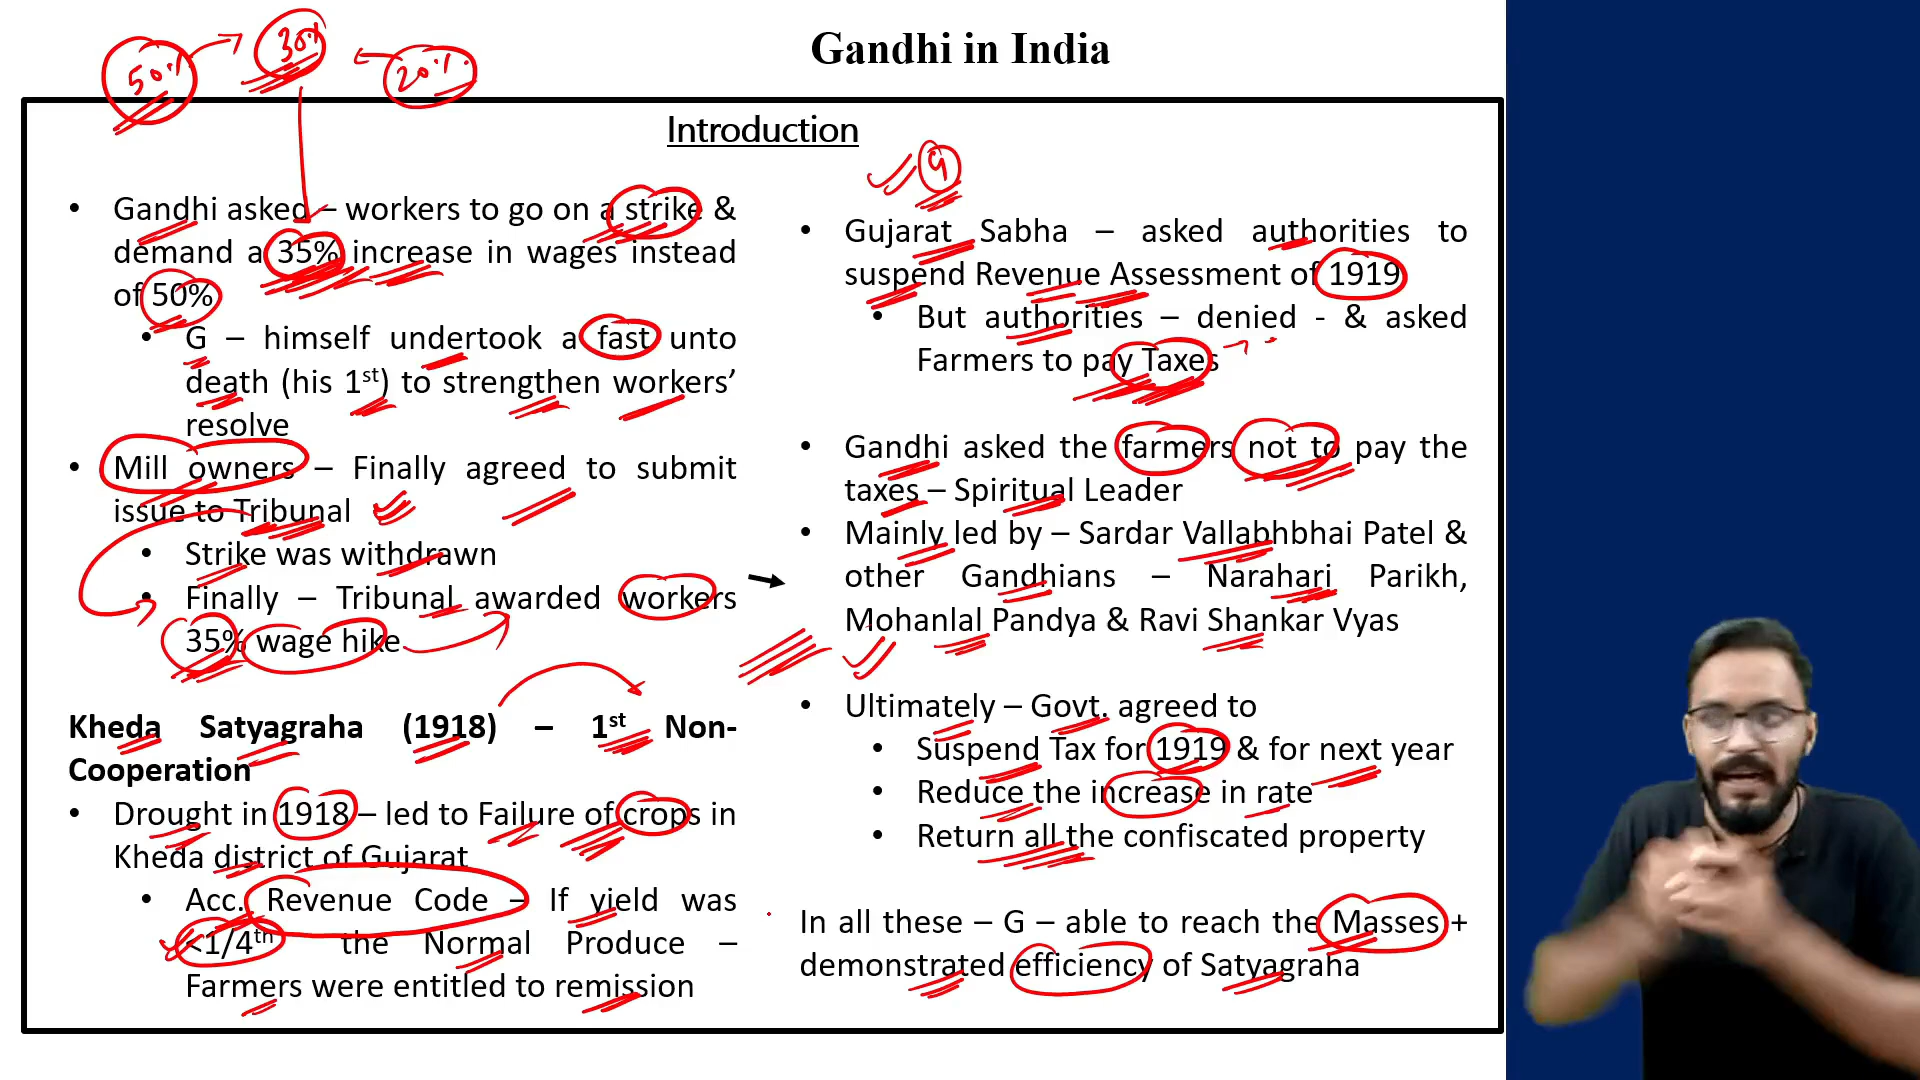 50%
30%
20%
Gandhi in India
Introduction
• Gandhi asked – workers to go on a strike &
demand a 35% increase in wages instead
of 50%
• G – himself undertook a fast unto
death (his 1st) to strengthen workers’
resolve
• Mill owners – Finally agreed to submit
issue to Tribunal
• Strike was withdrawn
• Finally – Tribunal awarded workers
35% wage hike
Kheda Satyagraha (1918) – 1st Non-
Cooperation
• Drought in 1918 – led to Failure of crops in
Kheda district of Gujarat
• Acc. Revenue Code – If yield was
<1/4th the Normal Produce –
Farmers were entitled to remission
G
• Gujarat Sabha – asked authorities to
suspend Revenue Assessment of 1919
• But authorities – denied - & asked
Farmers to pay Taxes
• Gandhi asked the farmers not to pay the
taxes – Spiritual Leader
• Mainly led by – Sardar Vallabhbhai Patel &
other Gandhians – Narahari Parikh,
Mohanlal Pandya & Ravi Shankar Vyas
• Ultimately – Govt. agreed to
• Suspend Tax for 1919 & for next year
• Reduce the increase in rate
• Return all the confiscated property
In all these – G – able to reach the Masses +
demonstrated efficiency of Satyagraha